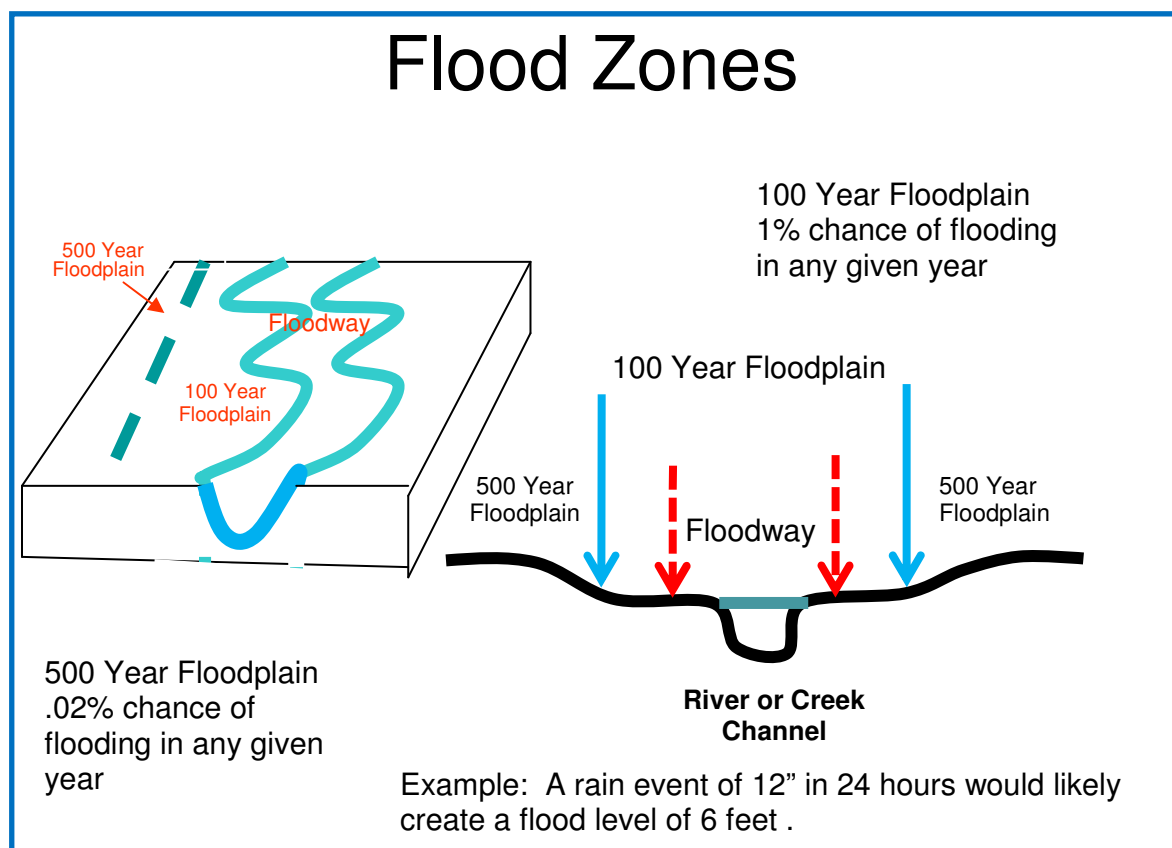 Flood Zones
100 Year Floodplain
1% chance of flooding
in any given year
500 Year
Floodplain
Floodway
100 Year
Floodplain
100 Year Floodplain
500 Year
Floodplain
Floodway
500 Year
Floodplain
River or Creek
Channel
500 Year Floodplain
.02% chance of
flooding in any given
year
Example:  A rain event of 12” in 24 hours would likely
create a flood level of 6 feet .